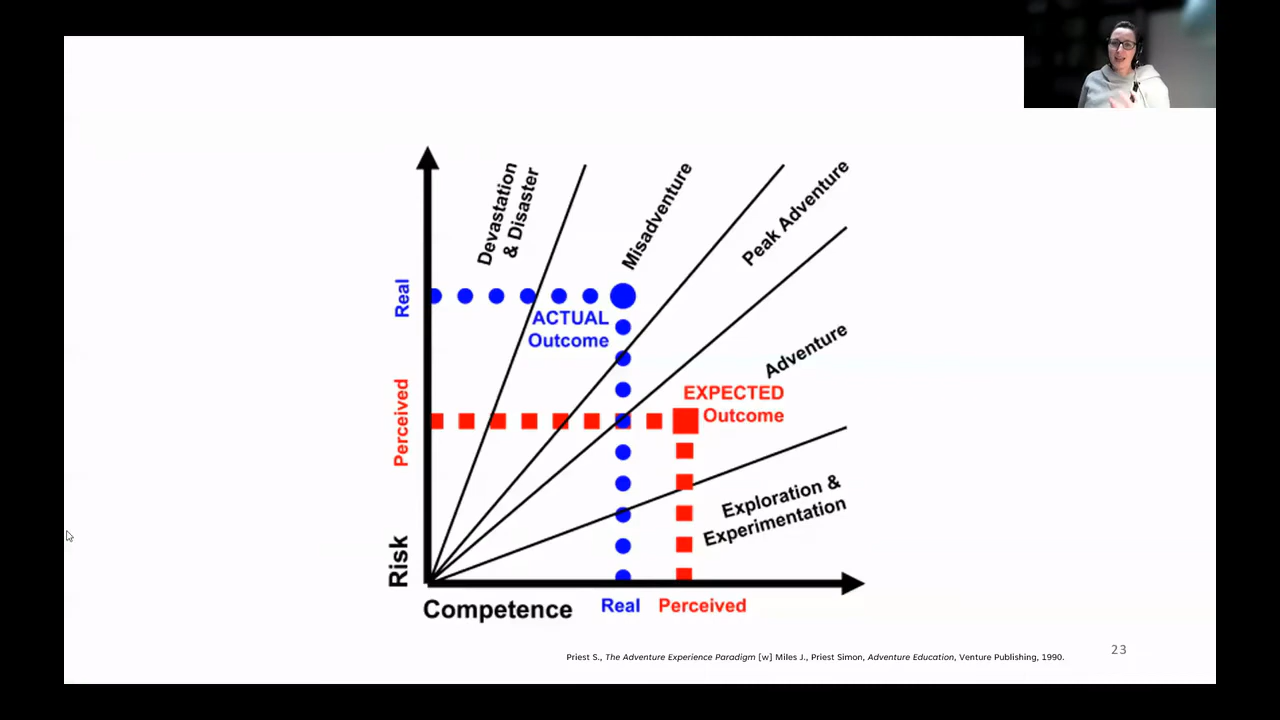 Devastation
& Disaster
Misadventure
Peak Adventure
Real
ACTUAL
Outcome
Adventure
Perceived
EXPECTED
Outcome
Exploration &
Experimentation
Risk
Competence
Real
Perceived
23
Priest S., The Adventure Experience Paradigm [w] Miles J., Priest Simon, Adventure Education, Venture Publishing, 1990.